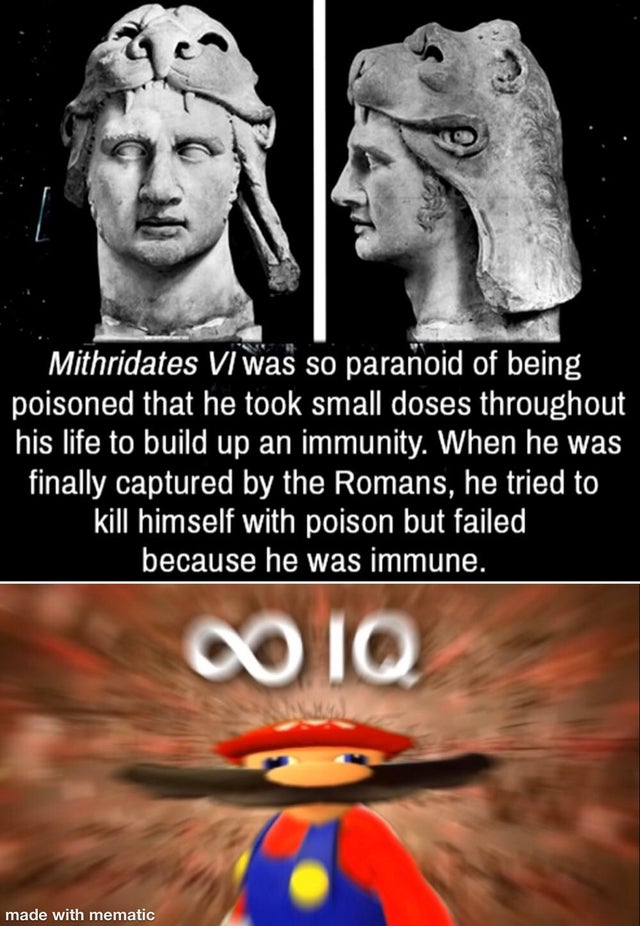 Mithridates VI was so paranoid of being
poisoned that he took small doses throughout
his life to build up an immunity. When he was
finally captured by the Romans, he tried to
kill himself with poison but failed
because he was immune.
∞ IQ
made with mematic